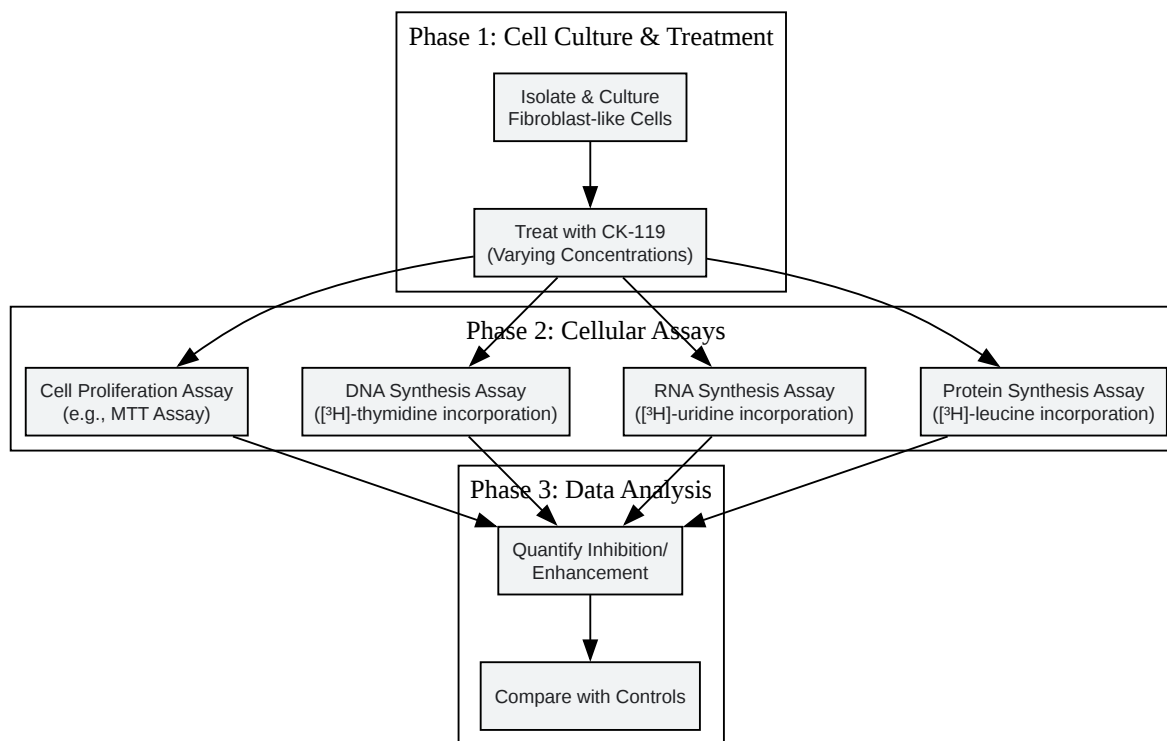 Phase 1: Cell Culture & Treatment
Isolate & Culture
Fibroblast-like Cells
Treat with CK-119
(Varying Concentrations)
Phase 2: Cellular Assays
Cell Proliferation Assay
(e.g., MTT Assay)
DNA Synthesis Assay
([³H]-thymidine incorporation)
RNA Synthesis Assay
([³H]-uridine incorporation)
Protein Synthesis Assay
([³H]-leucine incorporation)
Phase 3: Data Analysis
Quantify Inhibition/
Enhancement
Compare with Controls